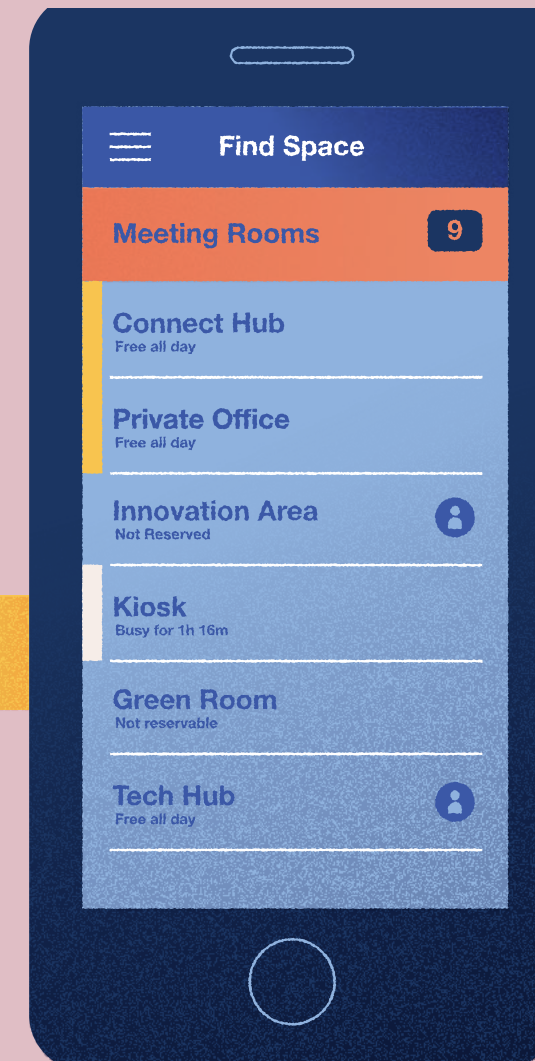 Find Space
Meeting Rooms 9
Connect Hub
Free all day
Private Office
Free all day
Innovation Area
Not Reserved
Kiosk
Busy for 1h 16m
Green Room
Not reservable
Tech Hub
Free all day